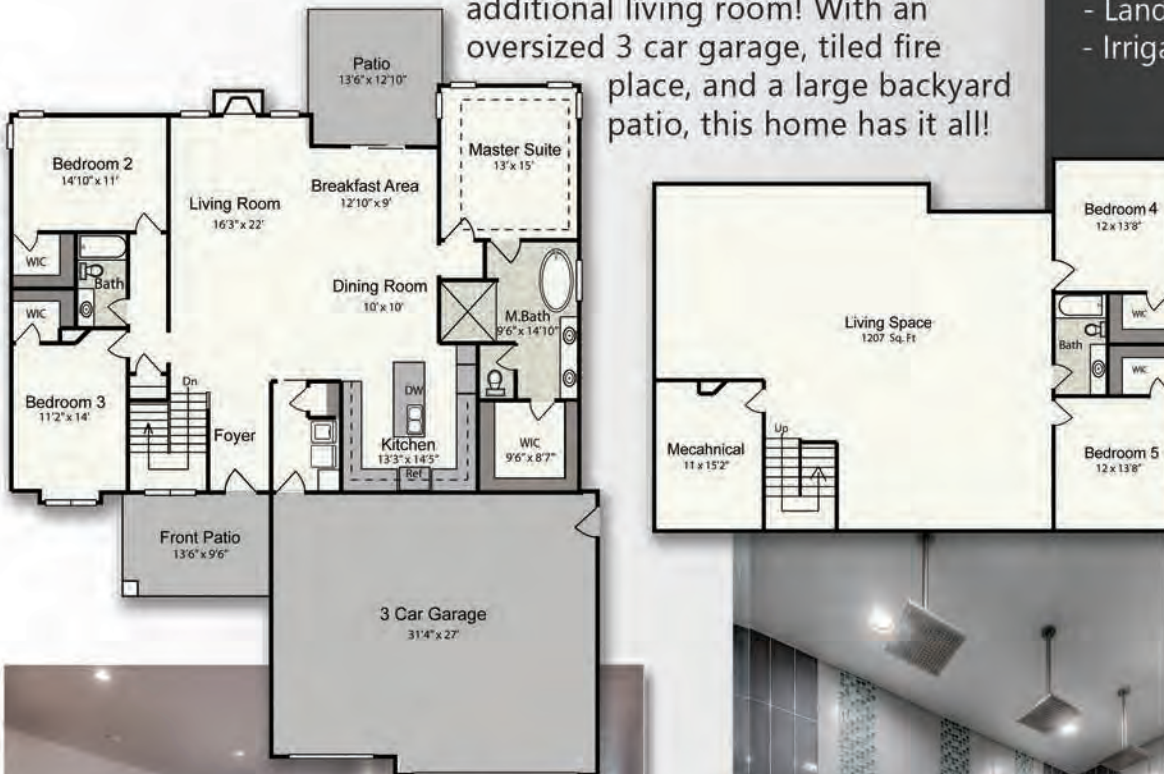 additional living room! With an
oversized 3 car garage, tiled fire
place, and a large backyard
patio, this home has it all!
- Land
- Irriga
Patio
13'6" x 12'10"
Bedroom 2
14'10" x 11'
Living Room
16'3" x 22'
Breakfast Area
12'10" x 9'
Master Suite
13' x 15'
WIC
Bath
WIC
Dining Room
10' x 10'
M.Bath
9'6" x 14'10"
Bedroom 3
11'2" x 14'
Dn
Foyer
DW
Kitchen
13'3" x 14'5"
Ref
WIC
9'6" x 8'7"
Front Patio
13'6" x 9'6"
3 Car Garage
31'4" x 27'
Bedroom 4
12 x 13'8"
Living Space
1207 Sq. Ft
WIC
Bath
WIC
Mecahnical
11 x 15'2"
Up
Bedroom 5
12 x 13'8"